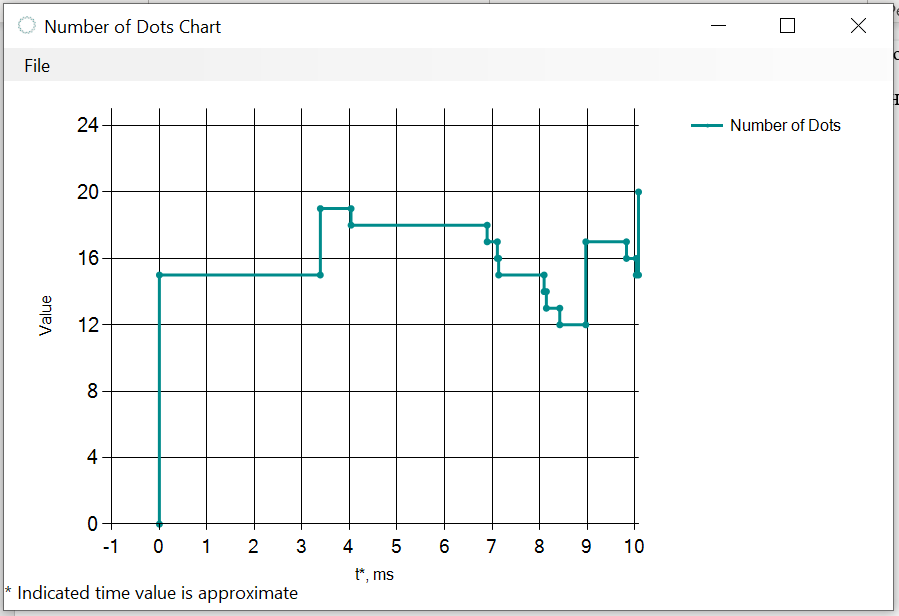 Number of Dots Chart
File
24
20
16
12
8
4
0
Value
Number of Dots
-1 0 1 2 3 4 5 6 7 8 9 10
t*, ms
* Indicated time value is approximate